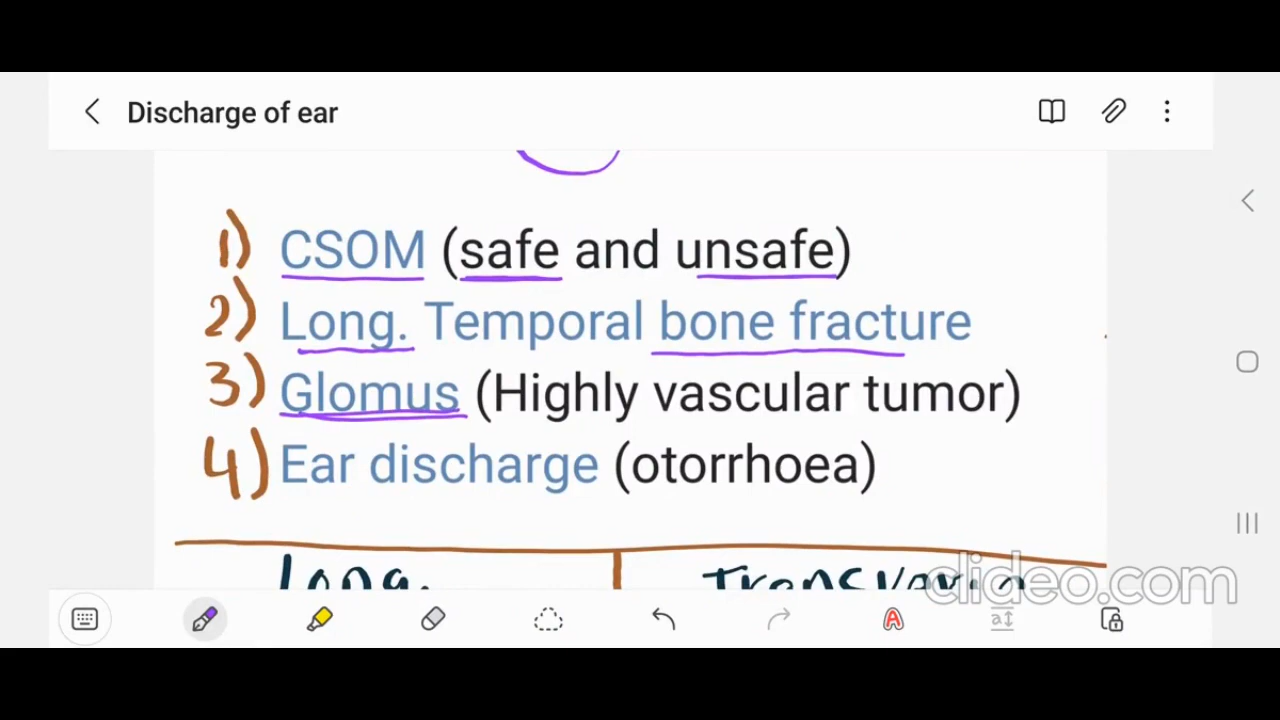 Discharge of ear
1) CSOM (safe and unsafe)
2) Long. Temporal bone fracture
3) Glomus (Highly vascular tumor)
4) Ear discharge (otorrhoea)
Long.
clideo.com